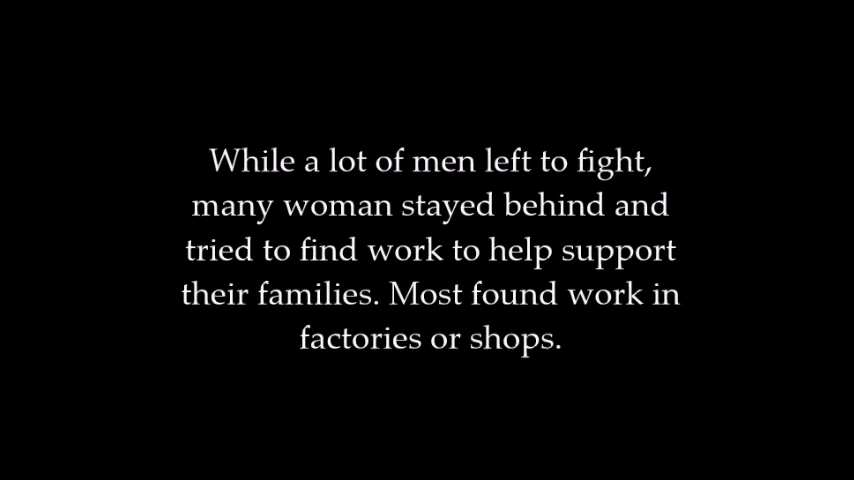 While a lot of men left to fight,
many woman stayed behind and
tried to find work to help support
their families. Most found work in
factories or shops.